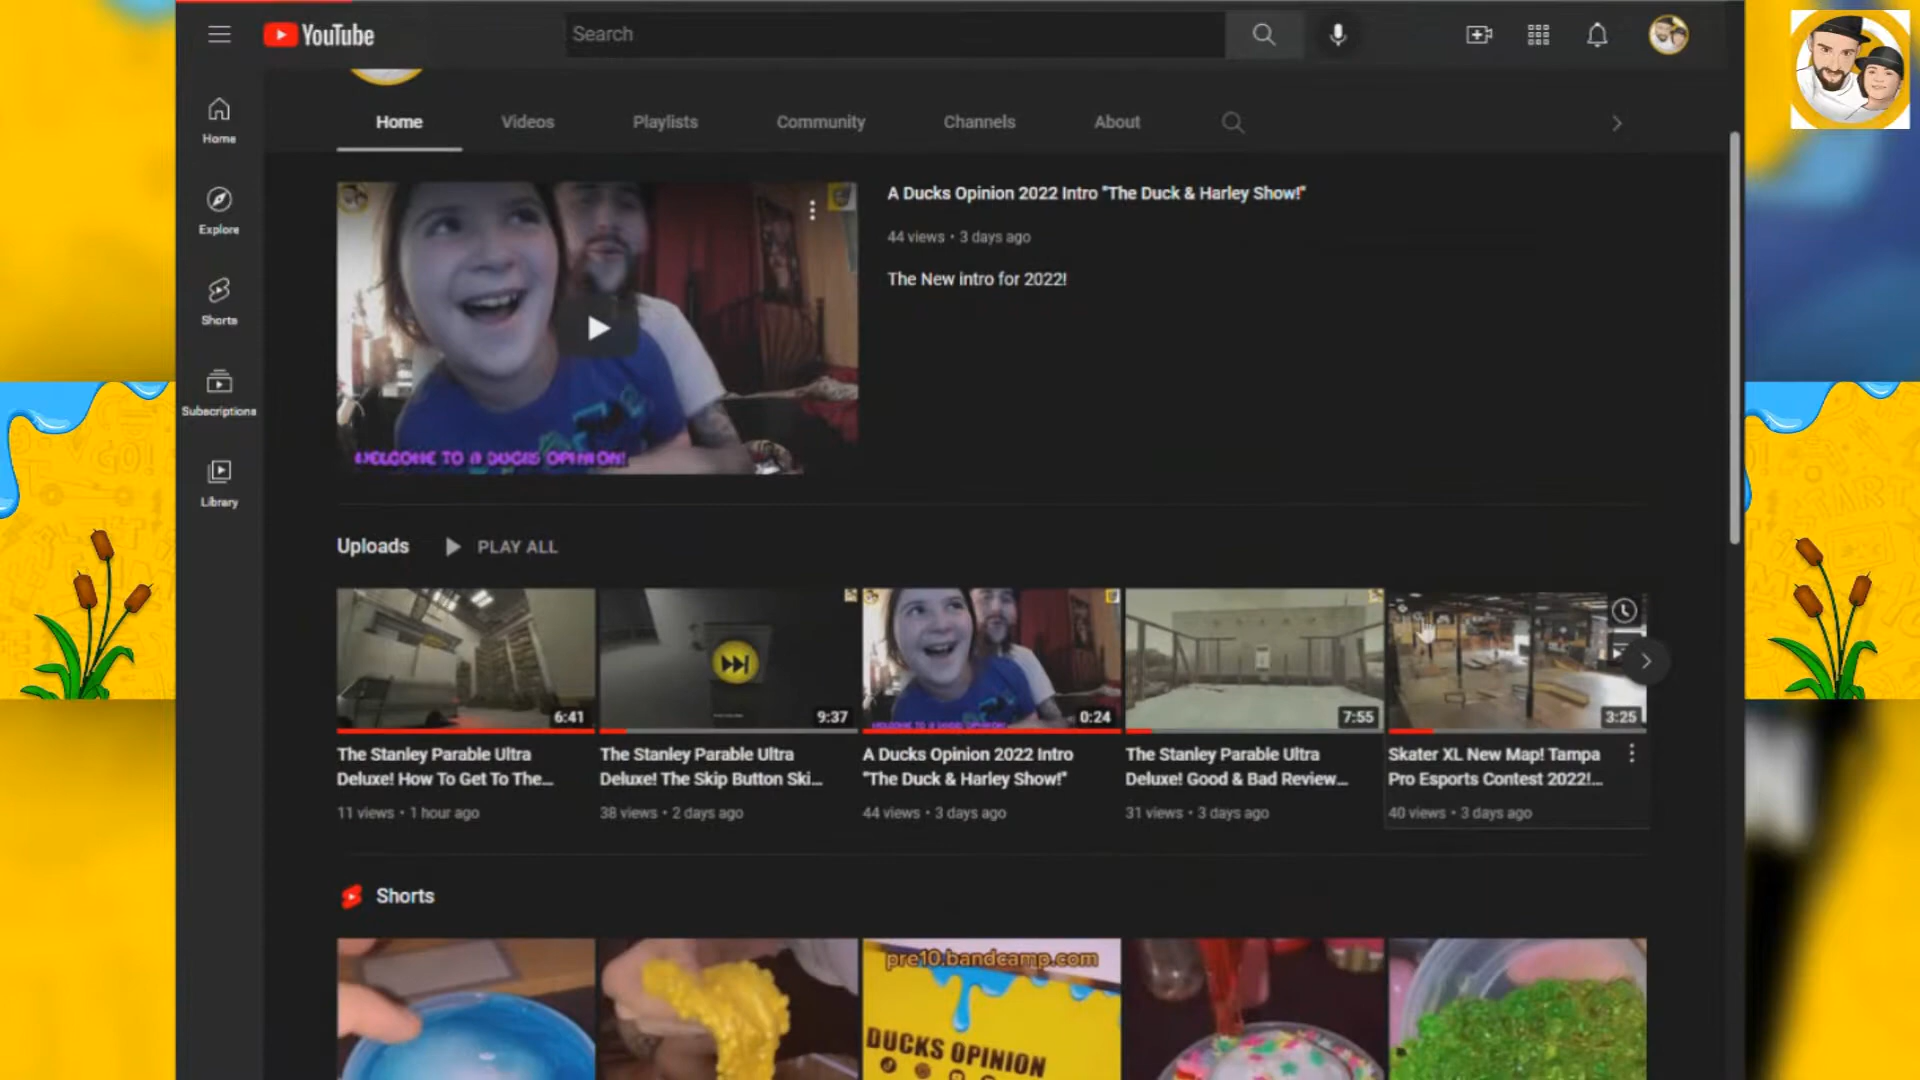 YouTube
Search
Home
Explore
Shorts
Subscriptions
Library
Home Videos Playlists Community Channels About
WELCOME TO A DUCKS OPINION!
A Ducks Opinion 2022 Intro "The Duck & Harley Show!"
44 views • 3 days ago
The New intro for 2022!
Uploads PLAY ALL
6:41
The Stanley Parable Ultra
Deluxe! How To Get To The...
11 views • 1 hour ago
9:37
The Stanley Parable Ultra
Deluxe! The Skip Button Ski...
38 views • 2 days ago
0:24
A Ducks Opinion 2022 Intro
"The Duck & Harley Show!"
44 views • 3 days ago
7:55
The Stanley Parable Ultra
Deluxe! Good & Bad Review...
31 views • 3 days ago
3:25
Skater XL New Map! Tampa
Pro Esports Contest 2022!...
40 views • 3 days ago
Shorts
pre10.bandcamp.com
DUCKS OPINION